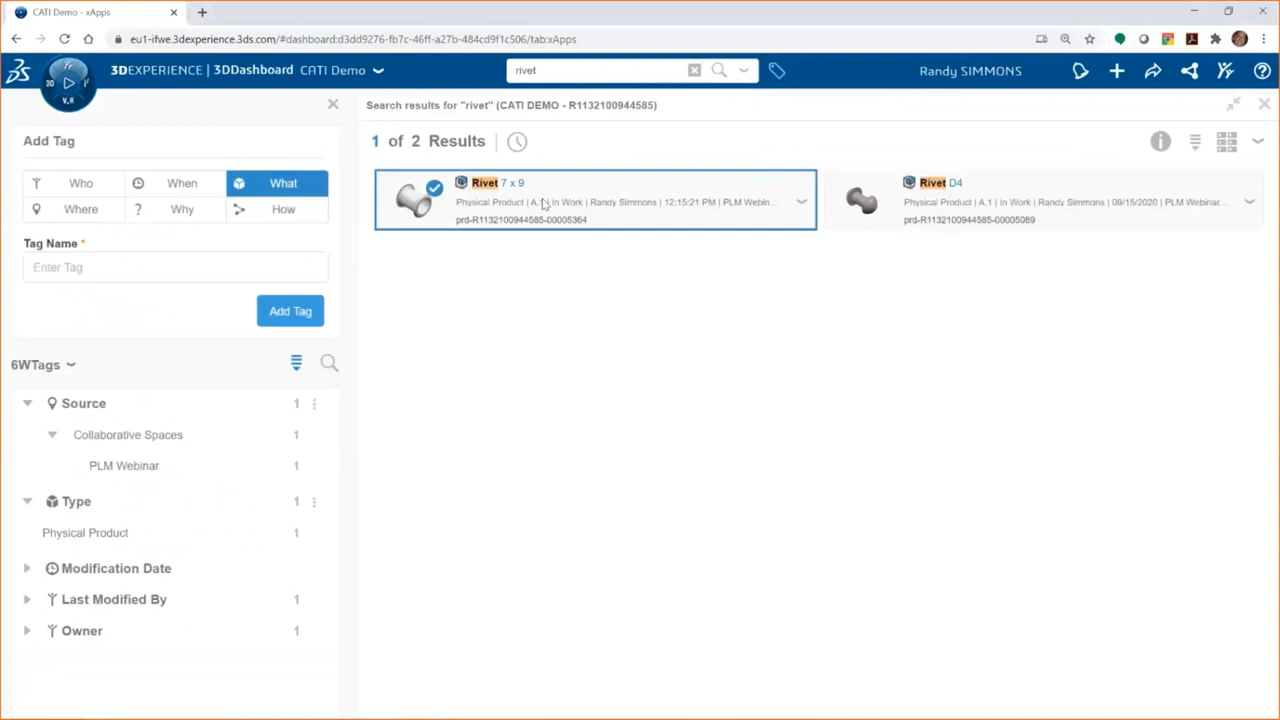 CATI Demo - xApps
eu1-ifwe.3dexperience.3ds.com/#dashboard:d3dd9276-fb7c-46ff-a27b-484cd9f1c506/tab:xApps
3DEXPERIENCE | 3DDashboard CATI Demo
rivet
Randy SIMMONS
3D
V.R
Search results for "rivet" (CATI DEMO - R1132100944585)
Add Tag
1 of 2 Results
Who When What
Where Why How
Rivet 7 x 9
Physical Product | A.1 | In Work | Randy Simmons | 12:15:21 PM | PLM Webin...
prd-R1132100944585-00005364
Rivet D4
Physical Product | A.1 | In Work | Randy Simmons | 09/15/2020 | PLM Webinar...
prd-R1132100944585-00005089
Tag Name *
Enter Tag
Add Tag
6WTags
Source 1
Collaborative Spaces 1
PLM Webinar 1
Type 1
Physical Product 1
Modification Date
Last Modified By 1
Owner 1